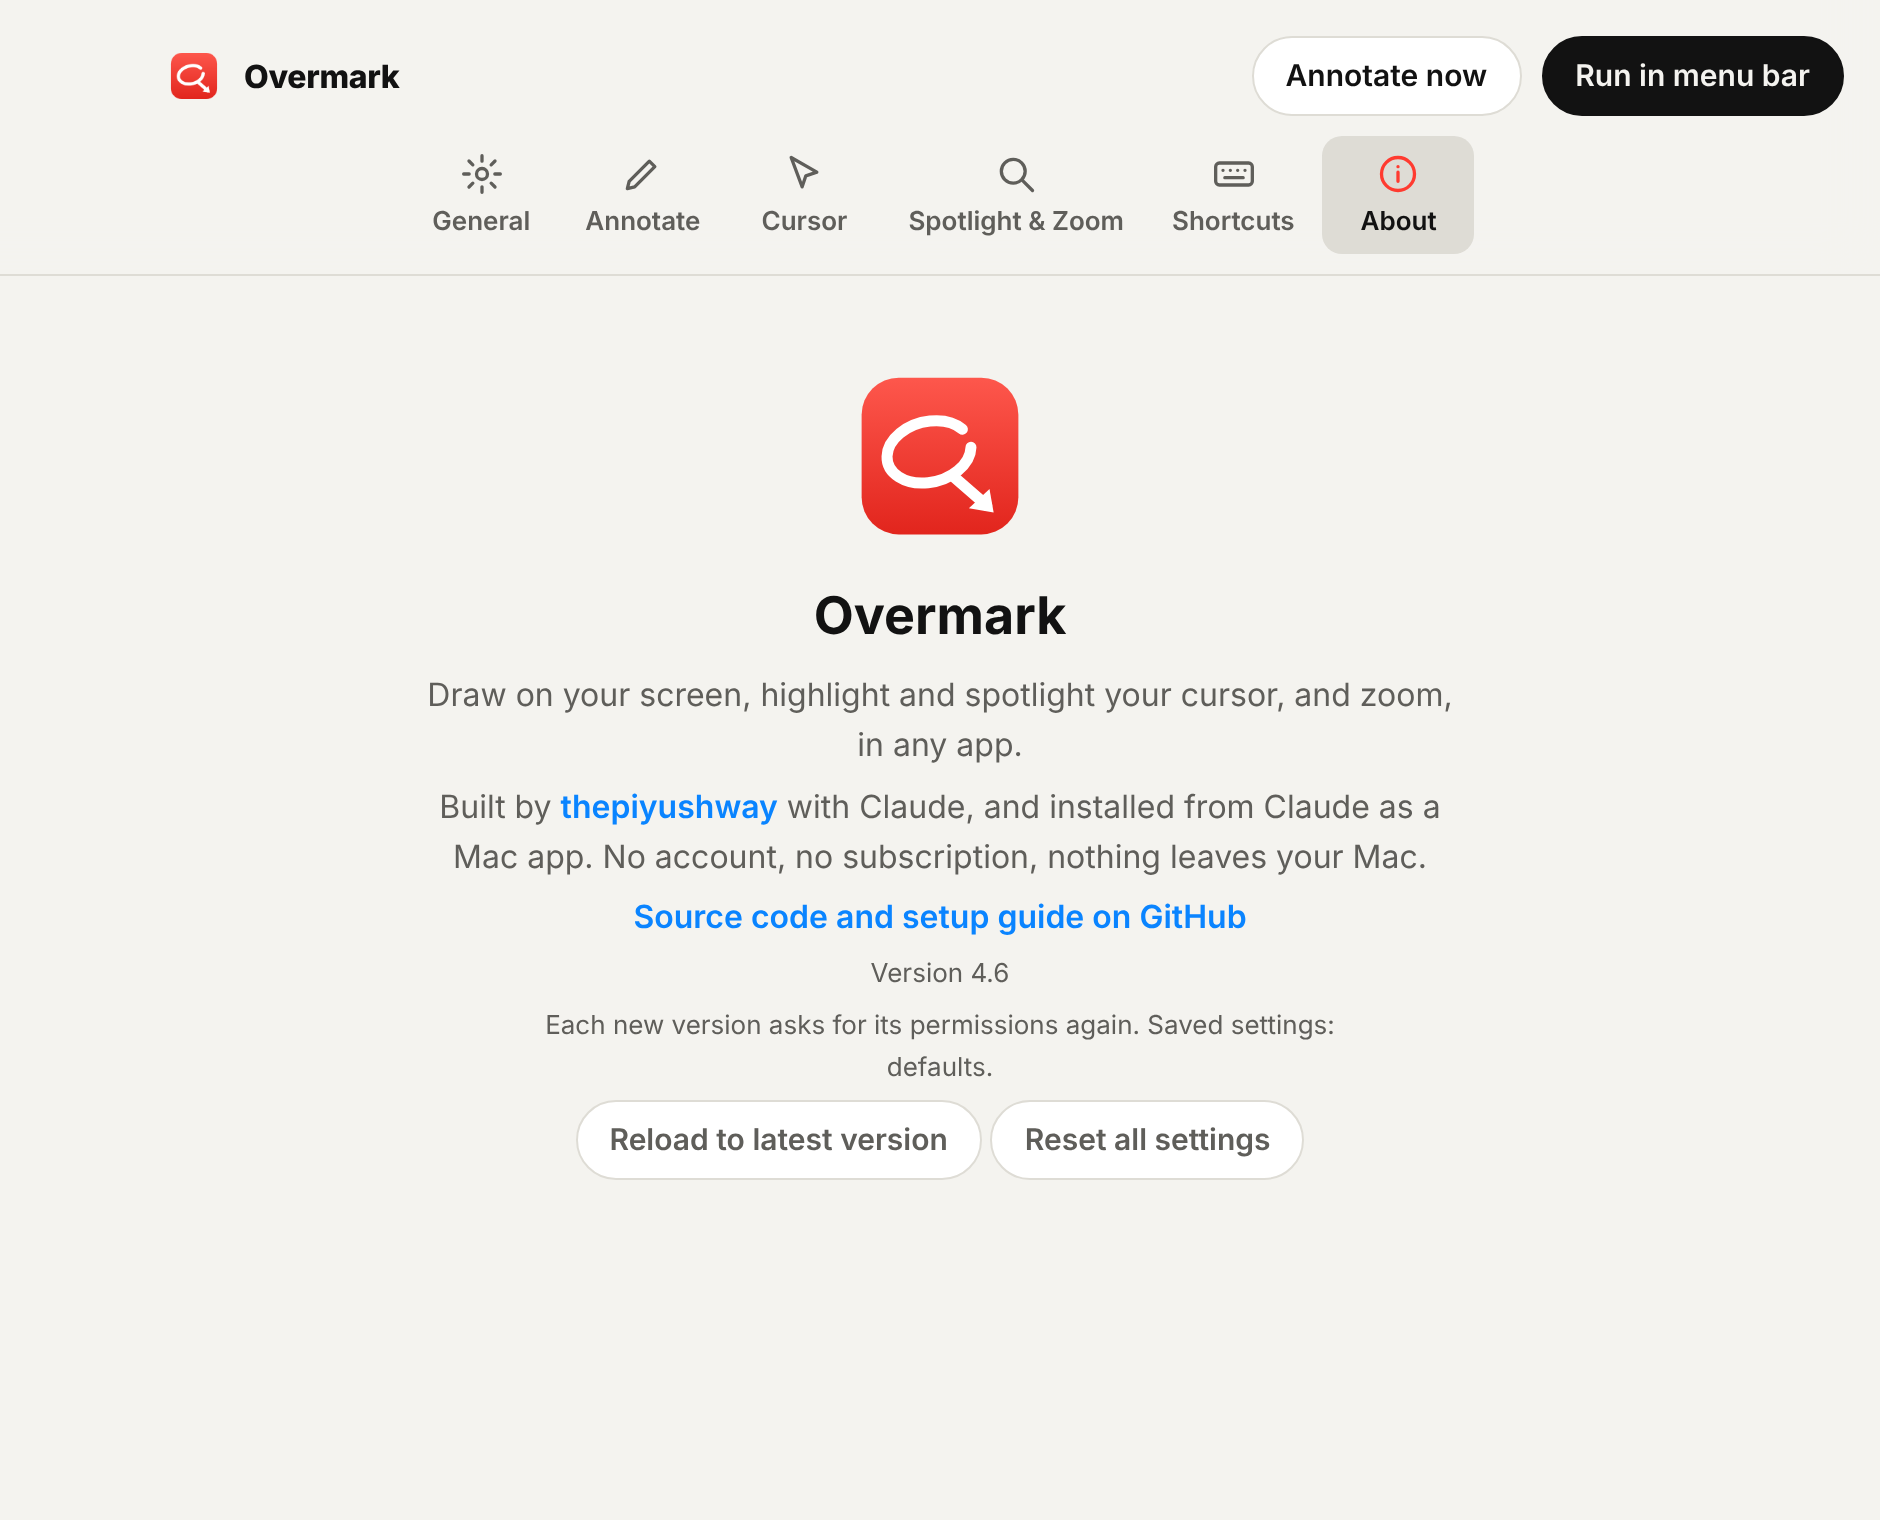 Overmark
Annotate now
Run in menu bar
General
Annotate
Cursor
Spotlight & Zoom
Shortcuts
About
Overmark
Draw on your screen, highlight and spotlight your cursor, and zoom,
in any app.
Built by thepiyushway with Claude, and installed from Claude as a
Mac app. No account, no subscription, nothing leaves your Mac.
Source code and setup guide on GitHub
Version 4.6
Each new version asks for its permissions again. Saved settings:
defaults.
Reload to latest version
Reset all settings